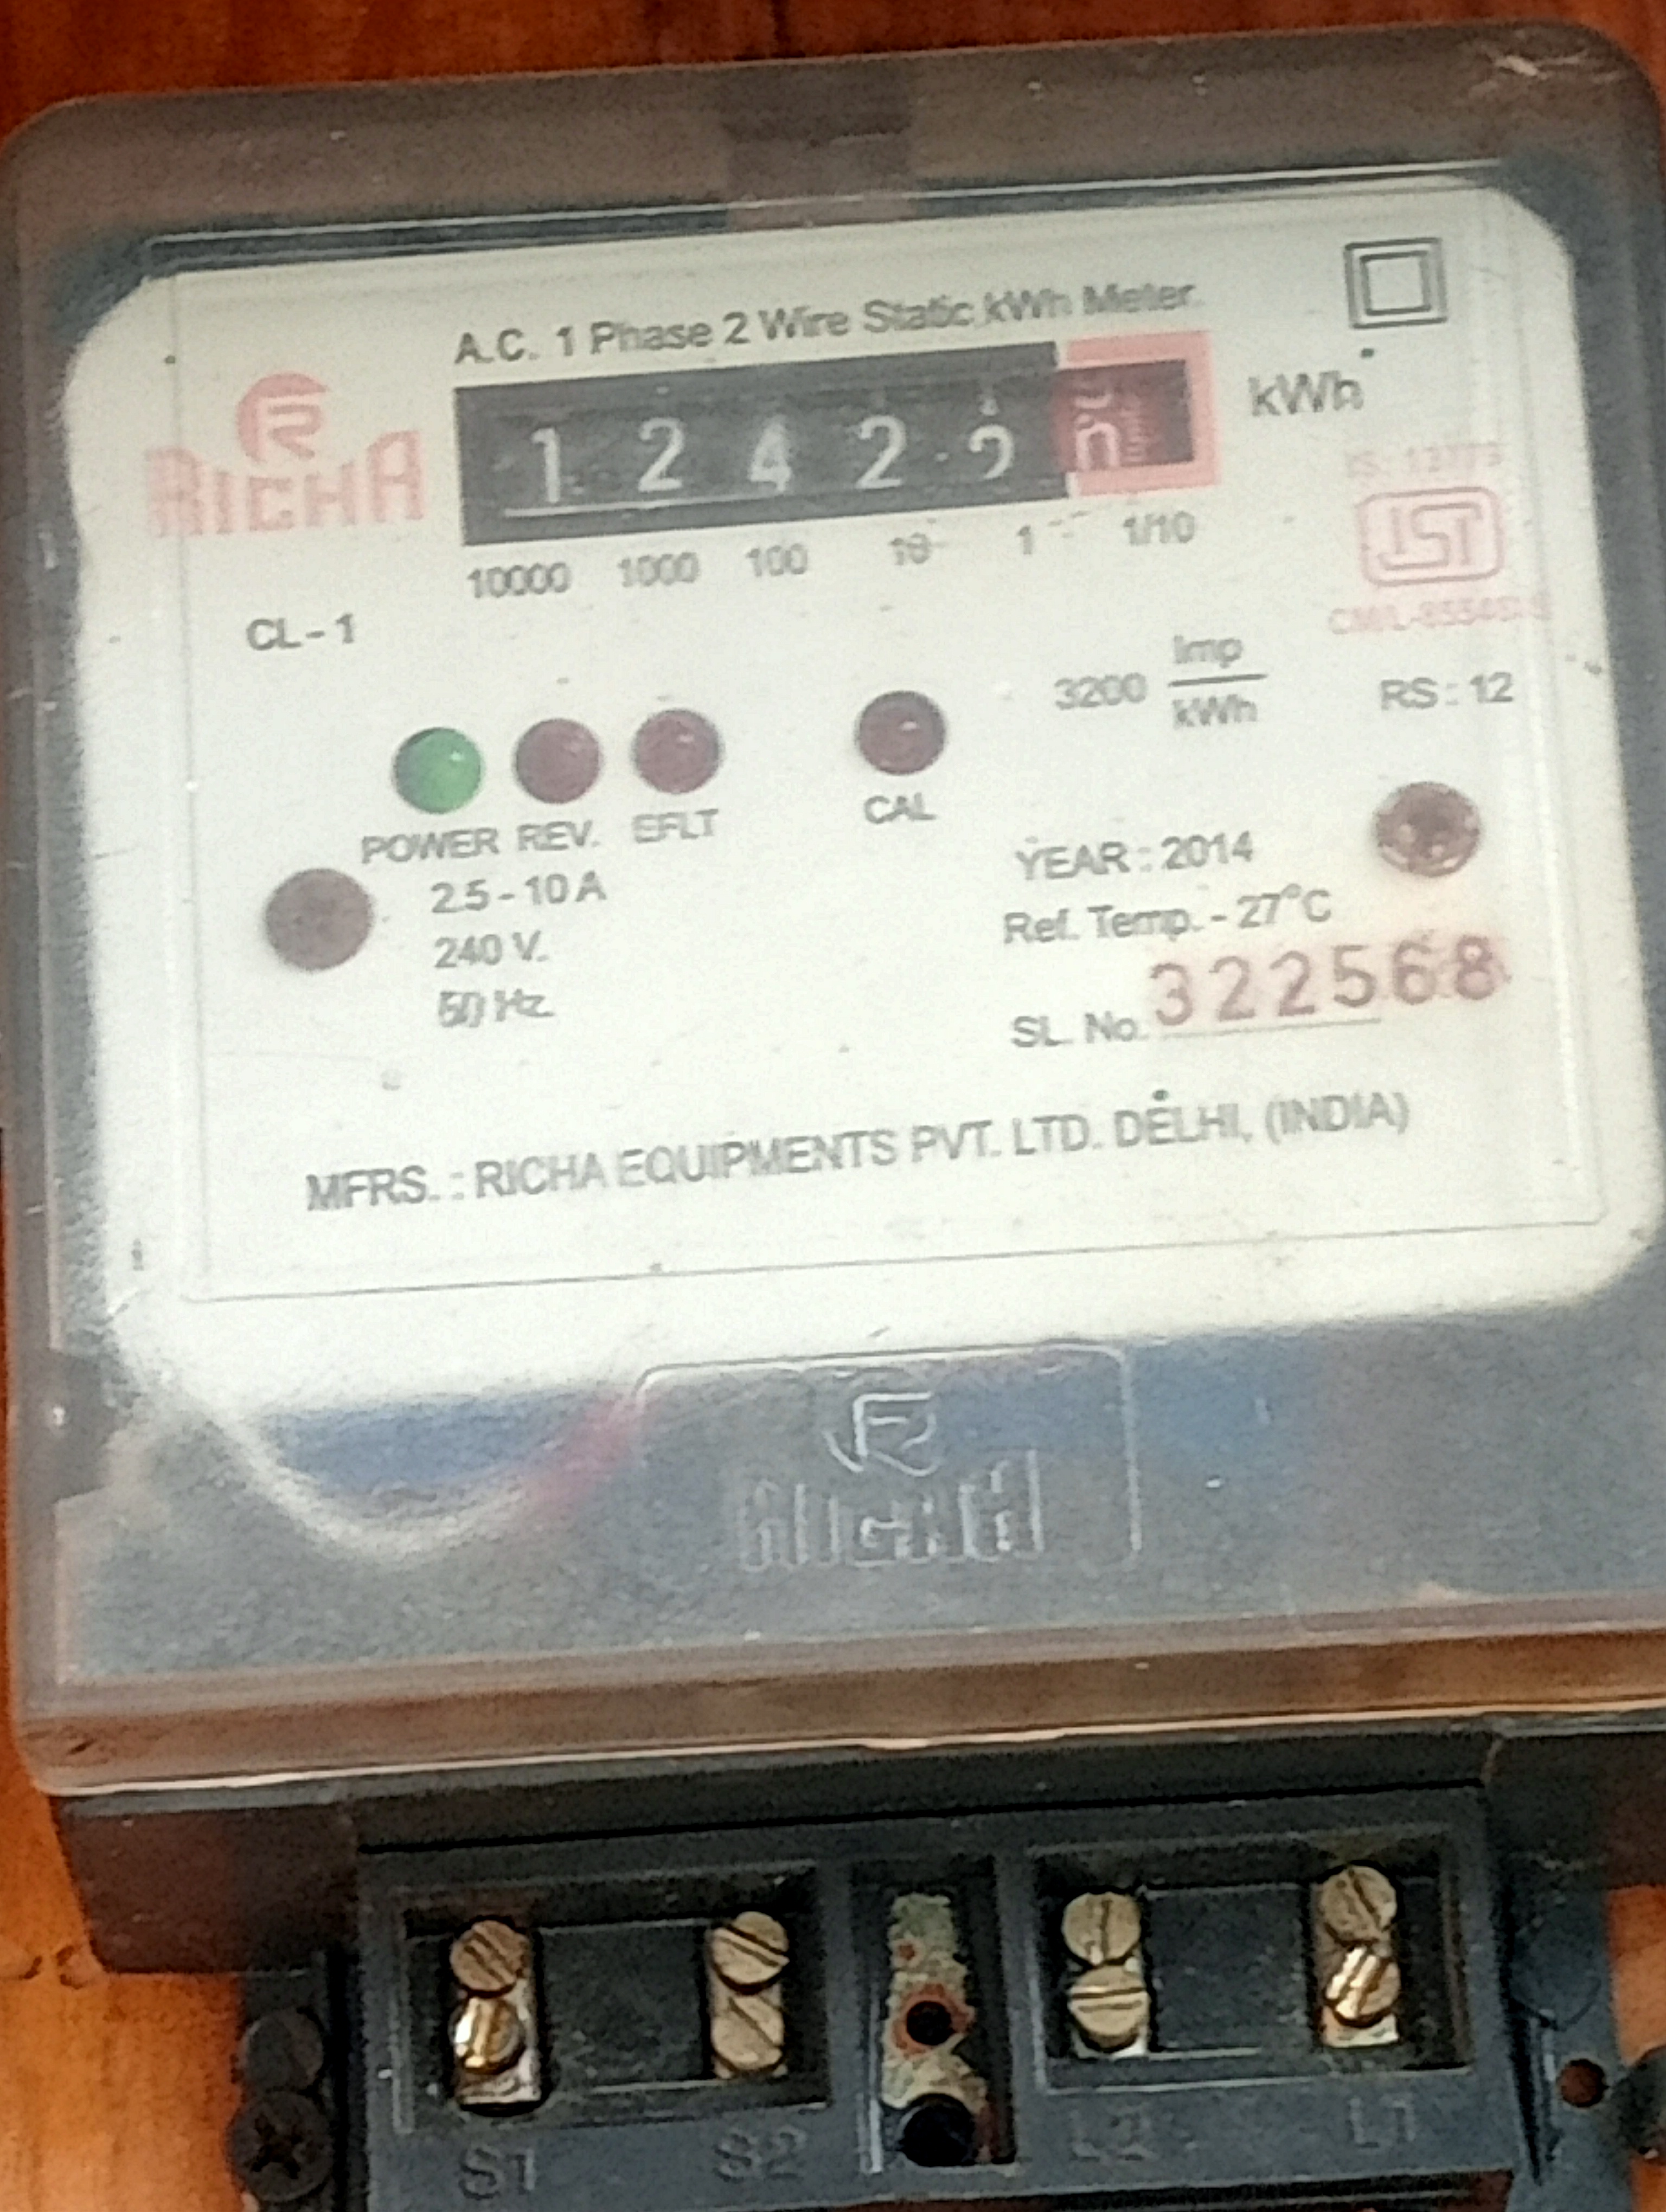 A.C. 1 Phase 2 Wire Static kWh Meter
RICHA
1 2 4 2
kWh
10000 1000 100 10 1 1/10
CL - 1
3200 Imp/kWh
RS : 12
POWER REV. EFLT
CAL
2.5 - 10 A
240 V.
50 Hz.
YEAR : 2014
Ref. Temp. - 27°C
SL. No. 322568
MFRS. : RICHA EQUIPMENTS PVT. LTD. DELHI, (INDIA)
RICHA
S1 S2 L2 L1